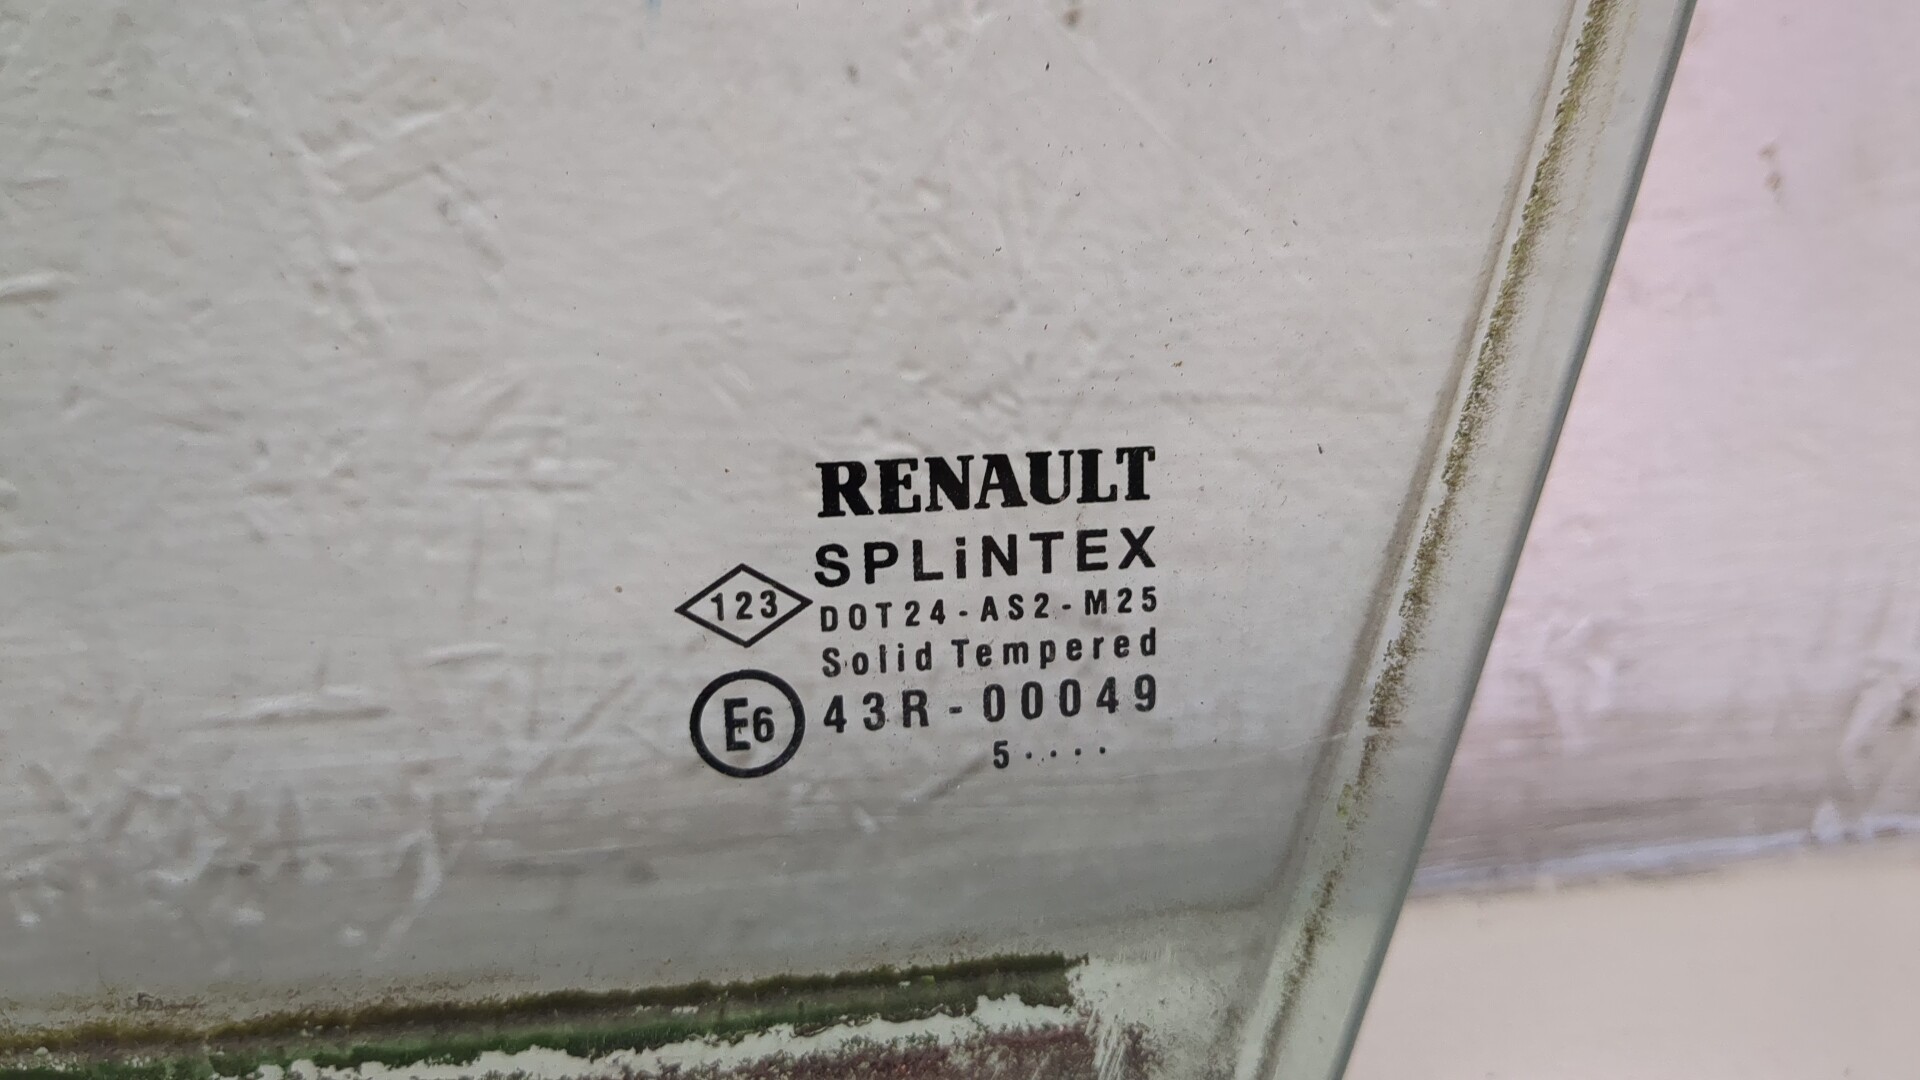 RENAULT
SPLiNTEX
123
DOT24-AS2-M25
Solid Tempered
E6 43R-00049
5....